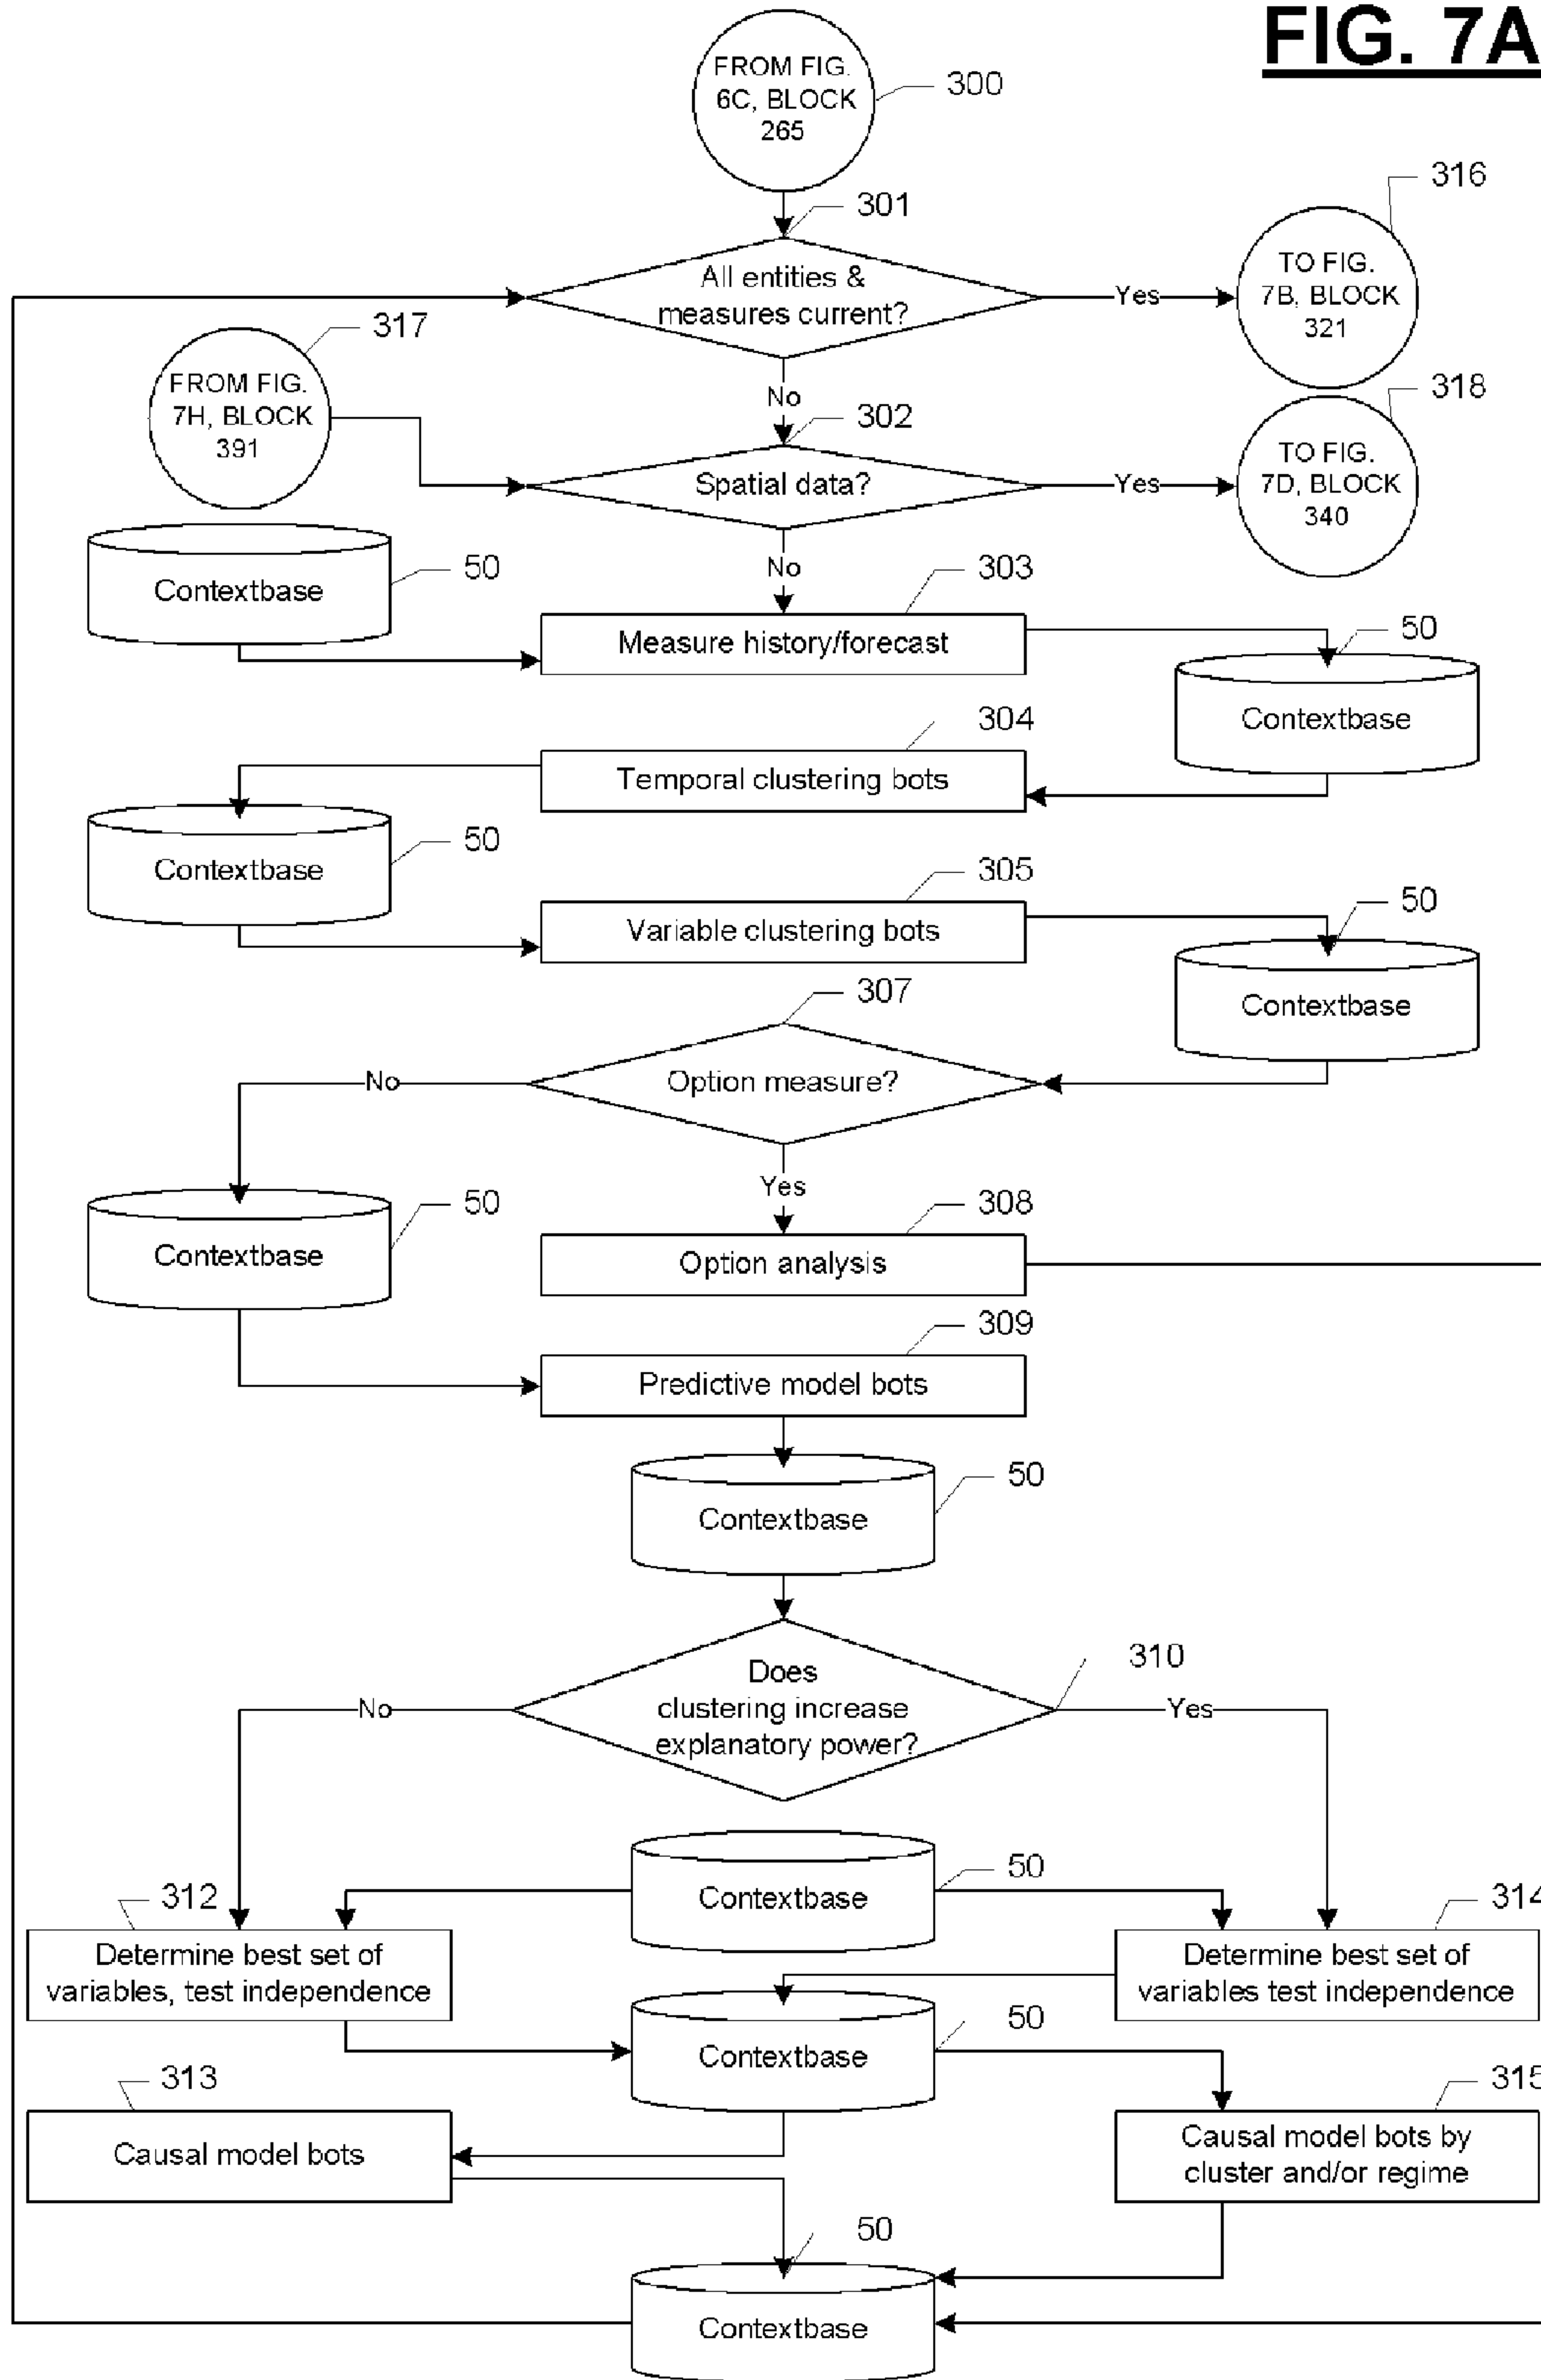 FIG. 7A
FROM FIG.
6C, BLOCK
265
300
301
All entities &
measures current?
Yes
316
TO FIG.
7B, BLOCK
321
317
FROM FIG.
7H, BLOCK
391
No
302
Spatial data?
Yes
318
TO FIG.
7D, BLOCK
340
No
Contextbase
50
303
Measure history/forecast
50
Contextbase
304
Temporal clustering bots
Contextbase
50
305
Variable clustering bots
50
Contextbase
307
Option measure?
No
Yes
Contextbase
50
308
Option analysis
309
Predictive model bots
50
Contextbase
310
Does
clustering increase
explanatory power?
No
Yes
Contextbase
50
312
Determine best set of
variables, test independence
314
Determine best set of
variables test independence
Contextbase
50
313
Causal model bots
315
Causal model bots by
cluster and/or regime
50
Contextbase